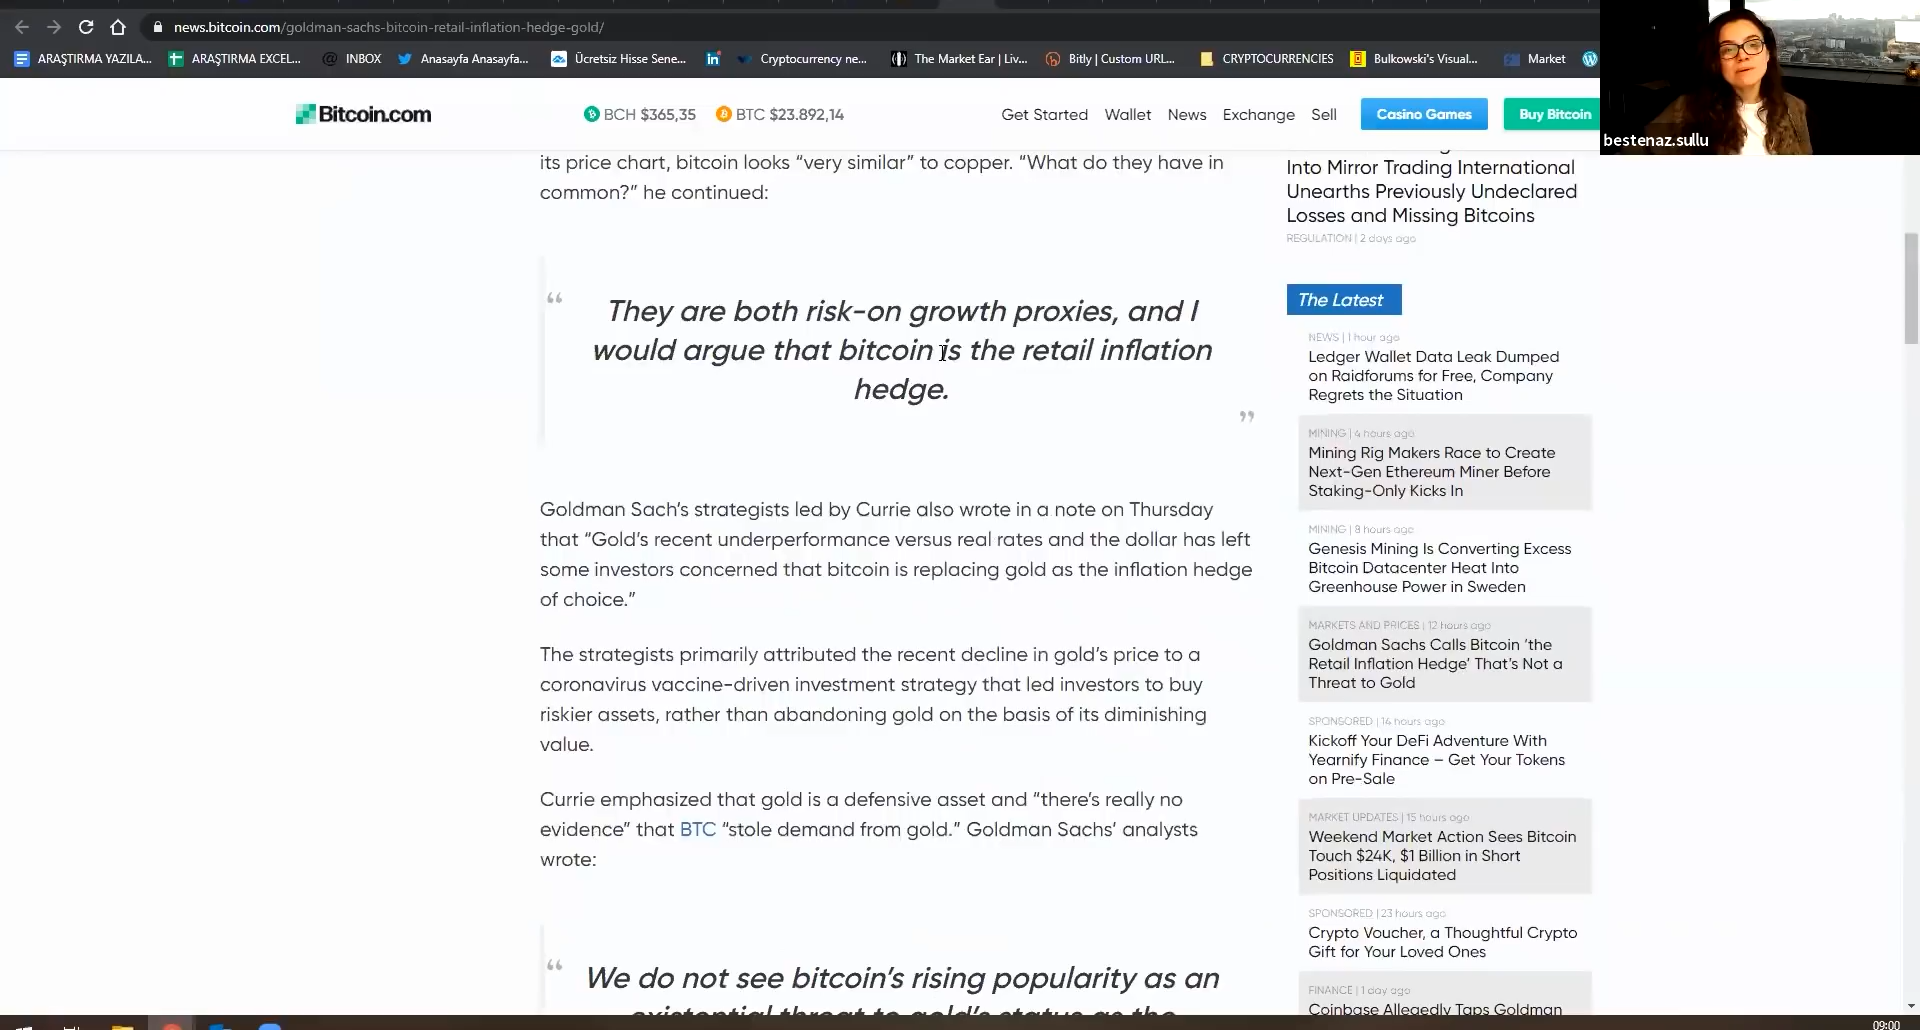 news.bitcoin.com/goldman-sachs-bitcoin-retail-inflation-hedge-gold/
ARAŞTIRMA YAZILA... ARAŞTIRMA EXCEL... INBOX Anasayfa Anasayfa... Ücretsiz Hisse Sene... Cryptocurrency ne... The Market Ear | Liv... Bitly | Custom URL... CRYPTOCURRENCIES Bulkowski's Visual... Market
bestenaz.sullu
Bitcoin.com BCH $365,35 BTC $23.892,14 Get Started Wallet News Exchange Sell Casino Games Buy Bitcoin
its price chart, bitcoin looks “very similar” to copper. “What do they have in
common?” he continued:
“ They are both risk-on growth proxies, and I
would argue that bitcoin is the retail inflation
hedge.
”
Goldman Sach’s strategists led by Currie also wrote in a note on Thursday
that “Gold’s recent underperformance versus real rates and the dollar has left
some investors concerned that bitcoin is replacing gold as the inflation hedge
of choice.”
The strategists primarily attributed the recent decline in gold’s price to a
coronavirus vaccine-driven investment strategy that led investors to buy
riskier assets, rather than abandoning gold on the basis of its diminishing
value.
Currie emphasized that gold is a defensive asset and “there’s really no
evidence” that BTC “stole demand from gold.” Goldman Sachs’ analysts
wrote:
“ We do not see bitcoin’s rising popularity as an
existential threat to gold’s status as the
Into Mirror Trading International
Unearths Previously Undeclared
Losses and Missing Bitcoins
REGULATION | 2 days ago
The Latest
NEWS | 1 hour ago
Ledger Wallet Data Leak Dumped
on Raidforums for Free, Company
Regrets the Situation
MINING | 4 hours ago
Mining Rig Makers Race to Create
Next-Gen Ethereum Miner Before
Staking-Only Kicks In
MINING | 8 hours ago
Genesis Mining Is Converting Excess
Bitcoin Datacenter Heat Into
Greenhouse Power in Sweden
MARKETS AND PRICES | 12 hours ago
Goldman Sachs Calls Bitcoin ‘the
Retail Inflation Hedge’ That’s Not a
Threat to Gold
SPONSORED | 14 hours ago
Kickoff Your DeFi Adventure With
Yearnify Finance – Get Your Tokens
on Pre-Sale
MARKET UPDATES | 15 hours ago
Weekend Market Action Sees Bitcoin
Touch $24K, $1 Billion in Short
Positions Liquidated
SPONSORED | 23 hours ago
Crypto Voucher, a Thoughtful Crypto
Gift for Your Loved Ones
FINANCE | 1 day ago
Coinbase Allegedly Taps Goldman
09:00